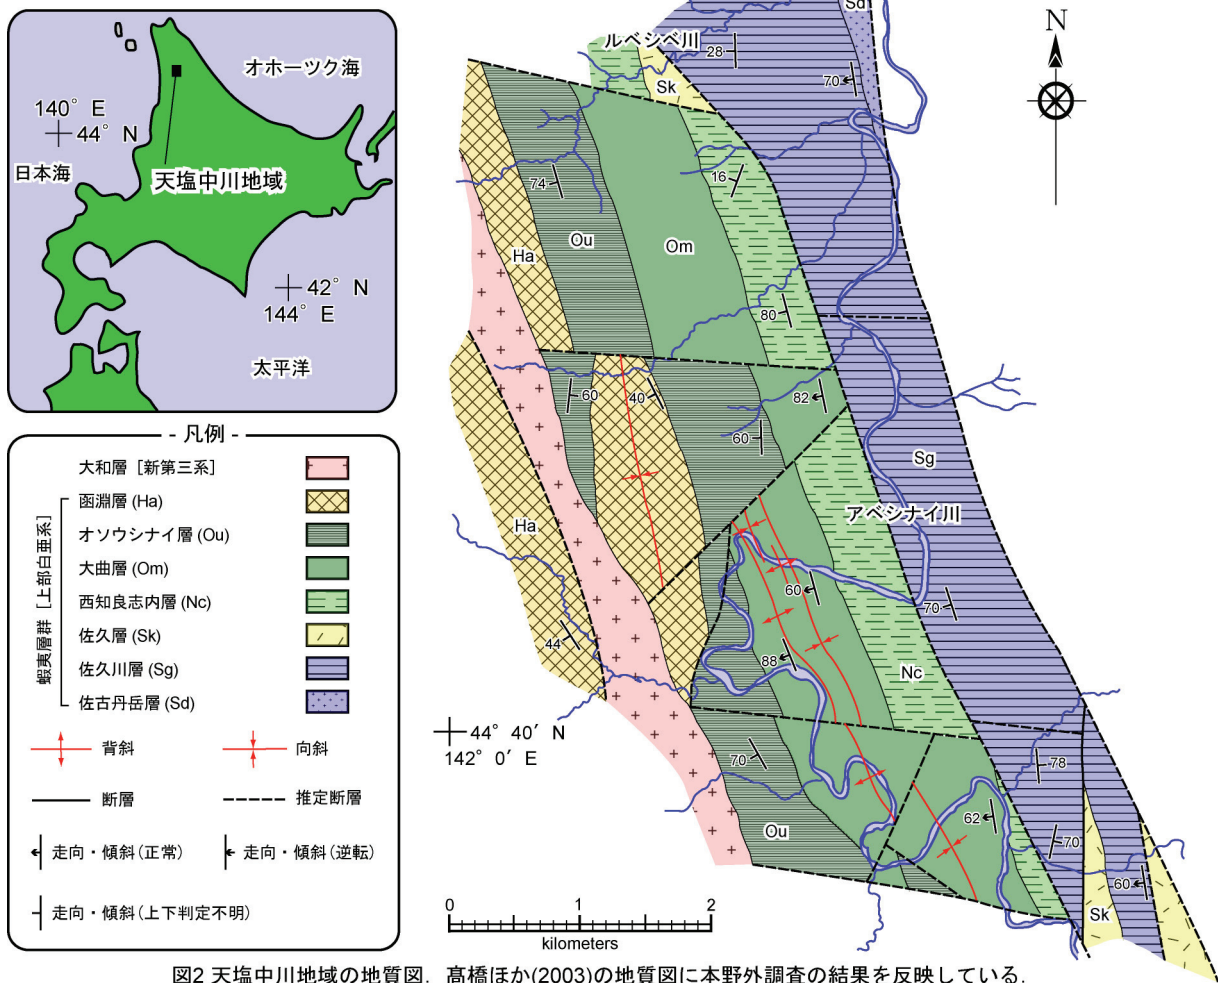 オホーツク海
140° E
44° N
日本海
天塩中川地域
42° N
144° E
太平洋
- 凡例 -
大和層［新第三系］
蝦夷層群［上部白亜系］
函淵層 (Ha)
オソウシナイ層 (Ou)
大曲層 (Om)
西知良志内層 (Nc)
佐久層 (Sk)
佐久川層 (Sg)
佐古丹岳層 (Sd)
背斜
向斜
断層
推定断層
走向・傾斜(正常)
走向・傾斜(逆転)
走向・傾斜(上下判定不明)
Sd
N
ルベシベ川
28
70
Sk
16
74
Ou
Om
Ha
80
60
40
82
60
Sg
アベシナイ川
Ha
60
70
44
88
Nc
44° 40′ N
142° 0′ E
70
78
62
Ou
70
60
Sk
0 1 2
kilometers
図2 天塩中川地域の地質図．髙橋ほか(2003)の地質図に本野外調査の結果を反映している．